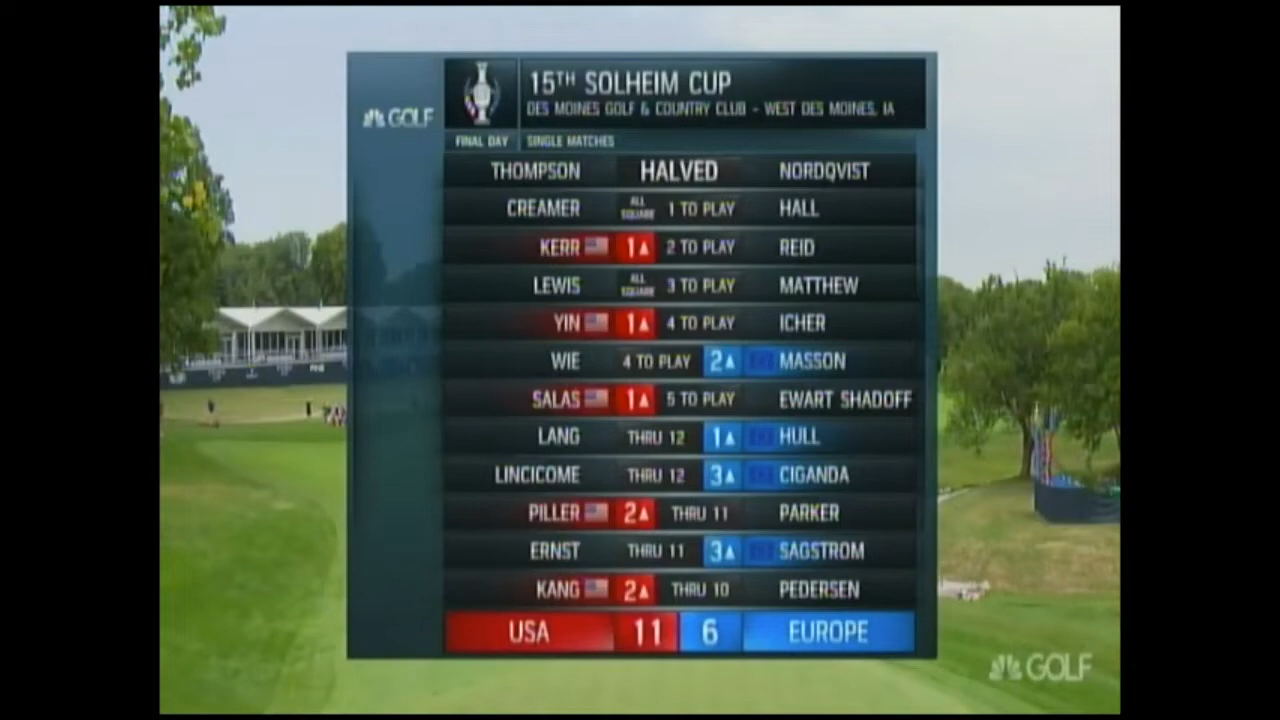 15TH SOLHEIM CUP
DES MOINES GOLF & COUNTRY CLUB - WEST DES MOINES, IA
GOLF
FINAL DAY SINGLE MATCHES
THOMPSON HALVED NORDQVIST
CREAMER ALL SQUARE 1 TO PLAY HALL
KERR 1▲ 2 TO PLAY REID
LEWIS ALL SQUARE 3 TO PLAY MATTHEW
YIN 1▲ 4 TO PLAY ICHER
WIE 4 TO PLAY 2▲ MASSON
SALAS 1▲ 5 TO PLAY EWART SHADOFF
LANG THRU 12 1▲ HULL
LINCICOME THRU 12 3▲ CIGANDA
PILLER 2▲ THRU 11 PARKER
ERNST THRU 11 3▲ SAGSTROM
KANG 2▲ THRU 10 PEDERSEN
USA 11 6 EUROPE
GOLF